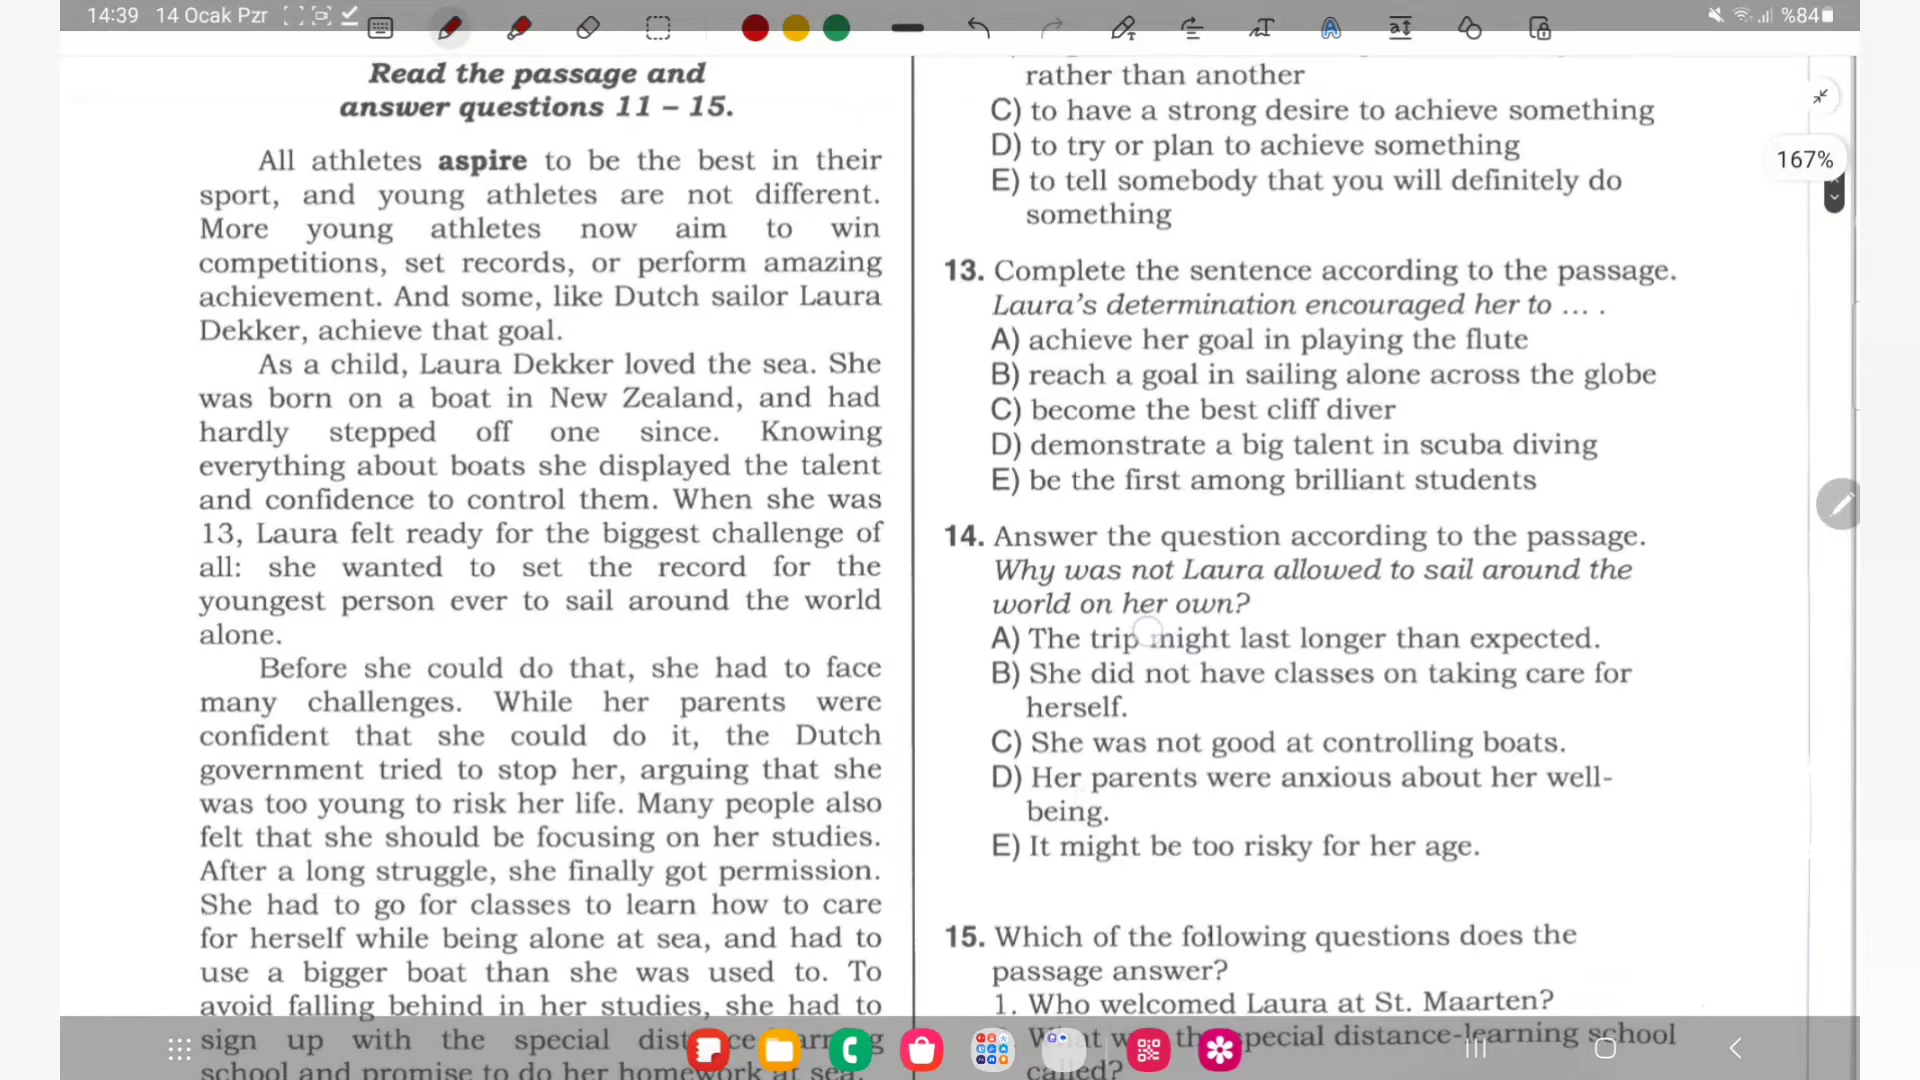 14:39 14 Ocak Pzr
%84
Read the passage and
answer questions 11 – 15.
All athletes aspire to be the best in their
sport, and young athletes are not different.
More young athletes now aim to win
competitions, set records, or perform amazing
achievement. And some, like Dutch sailor Laura
Dekker, achieve that goal.
As a child, Laura Dekker loved the sea. She
was born on a boat in New Zealand, and had
hardly stepped off one since. Knowing
everything about boats she displayed the talent
and confidence to control them. When she was
13, Laura felt ready for the biggest challenge of
all: she wanted to set the record for the
youngest person ever to sail around the world
alone.
Before she could do that, she had to face
many challenges. While her parents were
confident that she could do it, the Dutch
government tried to stop her, arguing that she
was too young to risk her life. Many people also
felt that she should be focusing on her studies.
After a long struggle, she finally got permission.
She had to go for classes to learn how to care
for herself while being alone at sea, and had to
use a bigger boat than she was used to. To
avoid falling behind in her studies, she had to
sign up with the special
school and promise to do her homework at sea.
rather than another
C) to have a strong desire to achieve something
D) to try or plan to achieve something
E) to tell somebody that you will definitely do
something
167%
13. Complete the sentence according to the passage.
Laura's determination encouraged her to ... .
A) achieve her goal in playing the flute
B) reach a goal in sailing alone across the globe
C) become the best cliff diver
D) demonstrate a big talent in scuba diving
E) be the first among brilliant students
14. Answer the question according to the passage.
Why was not Laura allowed to sail around the
world on her own?
A) The trip might last longer than expected.
B) She did not have classes on taking care for
herself.
C) She was not good at controlling boats.
D) Her parents were anxious about her well-
being.
E) It might be too risky for her age.
15. Which of the following questions does the
passage answer?
1. Who welcomed Laura at St. Maarten?
What special distance-learning school
called?